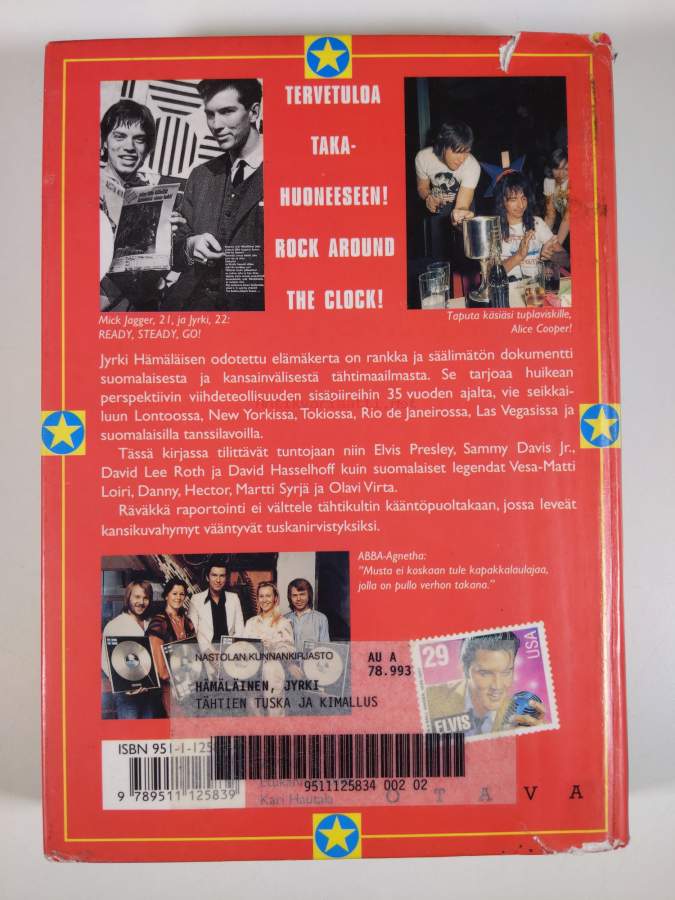 TERVETULOA
TAKA-
HUONEESEEN!
ROCK AROUND
THE CLOCK!
Mick Jagger, 21, ja Jyrki, 22:
READY, STEADY, GO!
Taputa käsiäsi tuplaviskille,
Alice Cooper!
Jyrki Hämäläisen odotettu elämäkerta on rankka ja säälimätön dokumentti
suomalaisesta ja kansainvälisestä tähtimaailmasta. Se tarjoaa huikean
perspektiivin viihdeteollisuuden sisäpiireihin 35 vuoden ajalta, vie seikkai-
luun Lontoossa, New Yorkissa, Tokiossa, Rio de Janeirossa, Las Vegasissa ja
suomalaisilla tanssilavoilla.
Tässä kirjassa tilittävät tuntojaan niin Elvis Presley, Sammy Davis Jr.,
David Lee Roth ja David Hasselhoff kuin suomalaiset legendat Vesa-Matti
Loiri, Danny, Hector, Martti Syrjä ja Olavi Virta.
Räväkkä raportointi ei välttele tähtikultin kääntöpuoltakaan, jossa leveät
kansikuvahymyt vääntyvät tuskanirvistyksiksi.
ABBA-Agnetha:
"Musta ei koskaan tule kapakkalaulajaa,
jolla on pullo verhon takana."
NASTOLAN KUNNANKIRJASTO
AU A
78.993
HÄMÄLÄINEN, JYRKI
TÄHTIEN TUSKA JA KIMALLUS
29
USA
ELVIS
ISBN 951-1-125
9511125834 002 02
9 789511 125839
Kari Hautala
OTAVA